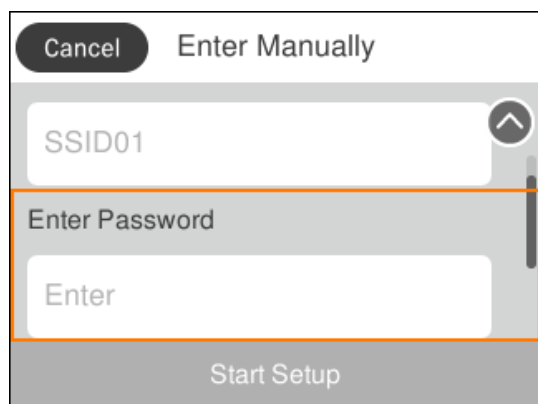 Cancel Enter Manually
SSID01
Enter Password
Enter
Start Setup